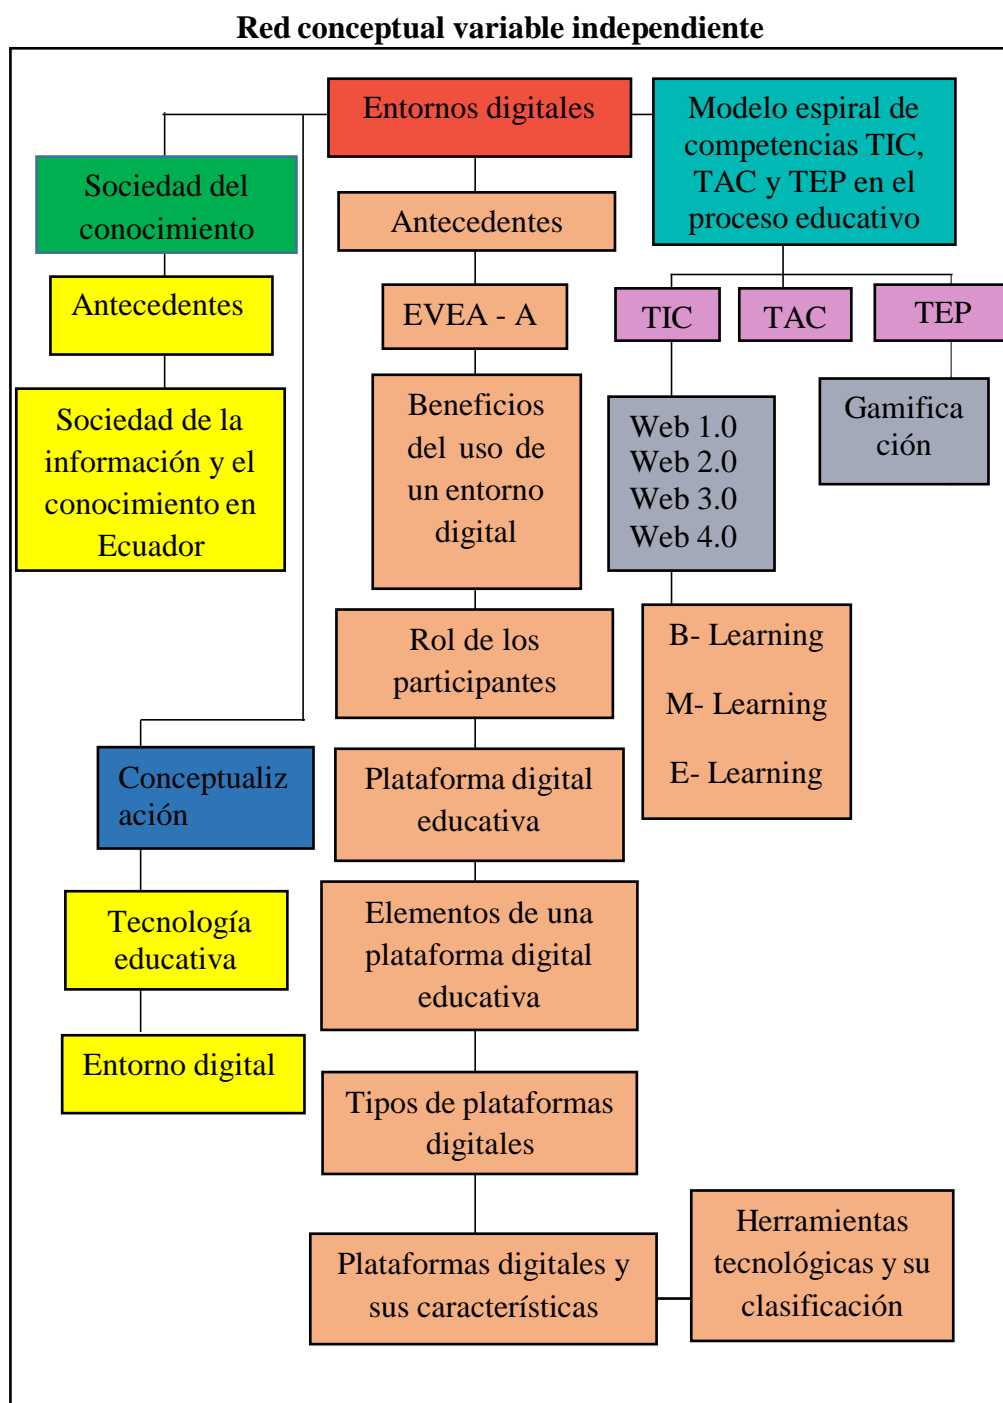 Red conceptual variable independiente
Entornos digitales
Modelo espiral de
competencias TIC,
TAC y TEP en el
proceso educativo
Sociedad del
conocimiento
Antecedentes
Antecedentes
EVEA - A
TIC
TAC
TEP
Sociedad de la
información y el
conocimiento en
Ecuador
Beneficios
del uso de
un entorno
digital
Web 1.0
Web 2.0
Web 3.0
Web 4.0
Gamifica
ción
Rol de los
participantes
B- Learning
M- Learning
E- Learning
Conceptualiz
ación
Plataforma digital
educativa
Tecnología
educativa
Elementos de una
plataforma digital
educativa
Entorno digital
Tipos de plataformas
digitales
Plataformas digitales y
sus características
Herramientas
tecnológicas y su
clasificación